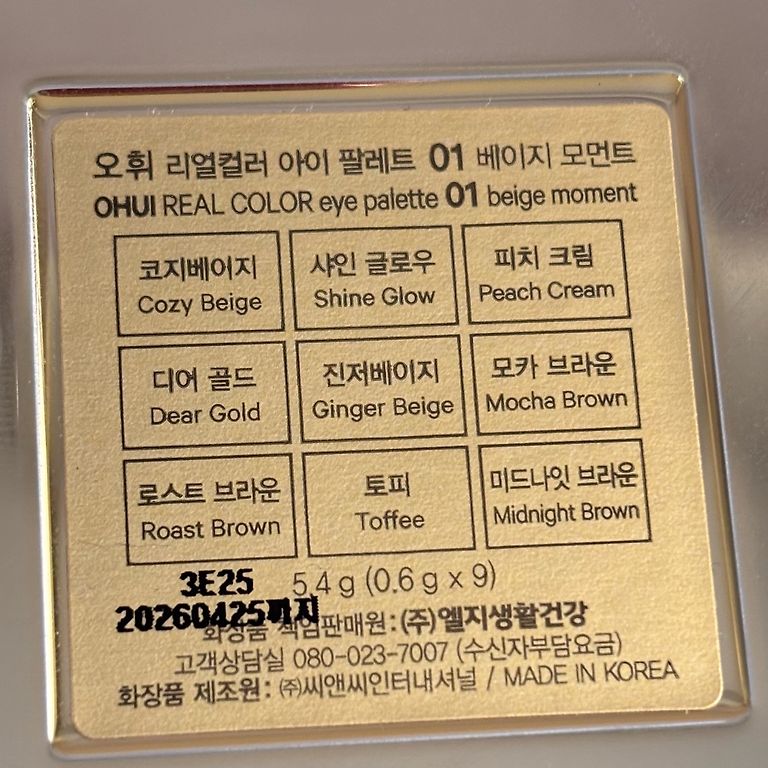 오휘 리얼컬러 아이 팔레트 01 베이지 모먼트
OHUI REAL COLOR eye palette 01 beige moment
코지베이지
Cozy Beige
샤인 글로우
Shine Glow
피치 크림
Peach Cream
디어 골드
Dear Gold
진저베이지
Ginger Beige
모카 브라운
Mocha Brown
로스트 브라운
Roast Brown
토피
Toffee
미드나잇 브라운
Midnight Brown
3E25
5.4 g (0.6 g x 9)
20260425까지
화장품 책임판매원 : (주)엘지생활건강
고객상담실 080-023-7007 (수신자부담요금)
화장품 제조원 : ㈜씨앤씨인터내셔널 / MADE IN KOREA